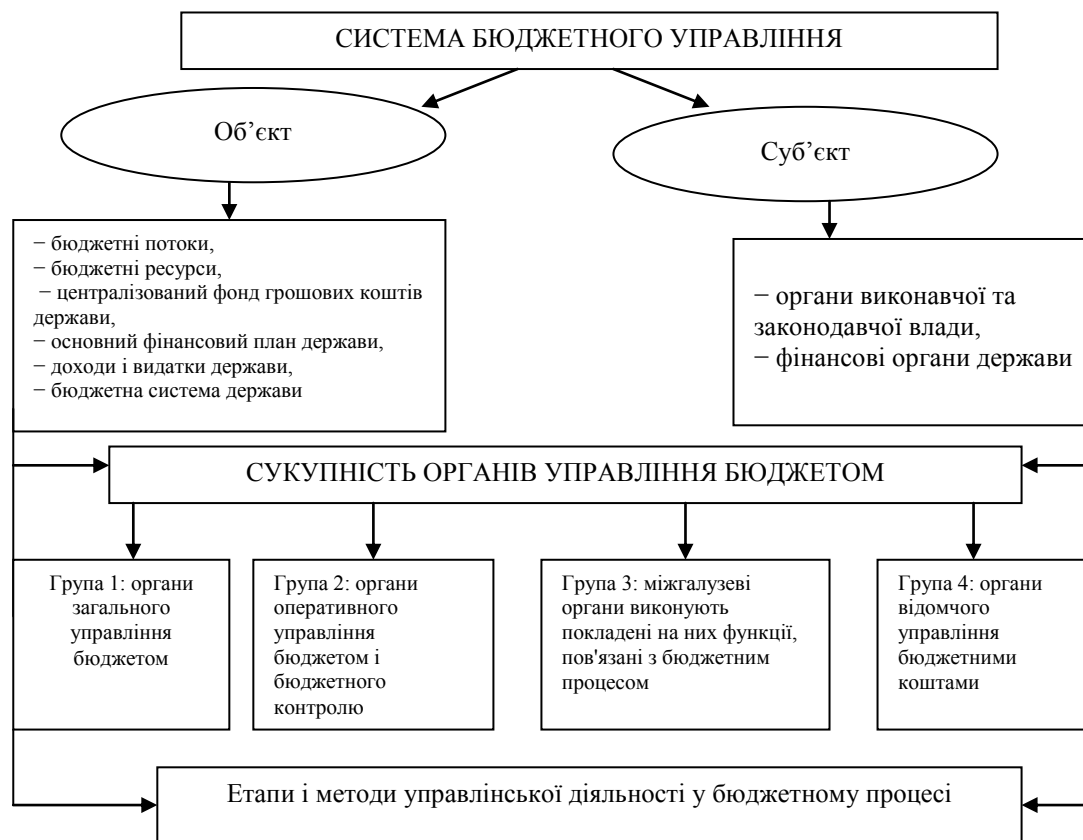 СИСТЕМА БЮДЖЕТНОГО УПРАВЛІННЯ
Об’єкт
Суб’єкт
− бюджетні потоки,
− бюджетні ресурси,
− централізований фонд грошових коштів
держави,
− основний фінансовий план держави,
− доходи і видатки держави,
− бюджетна система держави
− органи виконавчої та
законодавчої влади,
− фінансові органи держави
СУКУПНІСТЬ ОРГАНІВ УПРАВЛІННЯ БЮДЖЕТОМ
Група 1: органи
загального
управління
бюджетом
Група 2: органи
оперативного
управління
бюджетом і
бюджетного
контролю
Група 3: міжгалузеві
органи виконують
покладені на них функції,
пов'язані з бюджетним
процесом
Група 4: органи
відомчого
управління
бюджетними
коштами
Етапи і методи управлінської діяльності у бюджетному процесі